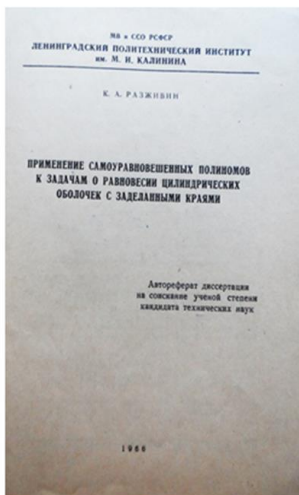 МВ и ССО РСФСР
ЛЕНИНГРАДСКИЙ ПОЛИТЕХНИЧЕСКИЙ ИНСТИТУТ
им. М. И. КАЛИНИНА
К. А. РАЗЖИВИН
ПРИМЕНЕНИЕ САМОУРАВНОВЕШЕННЫХ ПОЛИНОМОВ
К ЗАДАЧАМ О РАВНОВЕСИИ ЦИЛИНДРИЧЕСКИХ
ОБОЛОЧЕК С ЗАДЕЛАННЫМИ КРАЯМИ
Автореферат диссертации
на соискание ученой степени
кандидата технических наук
1966